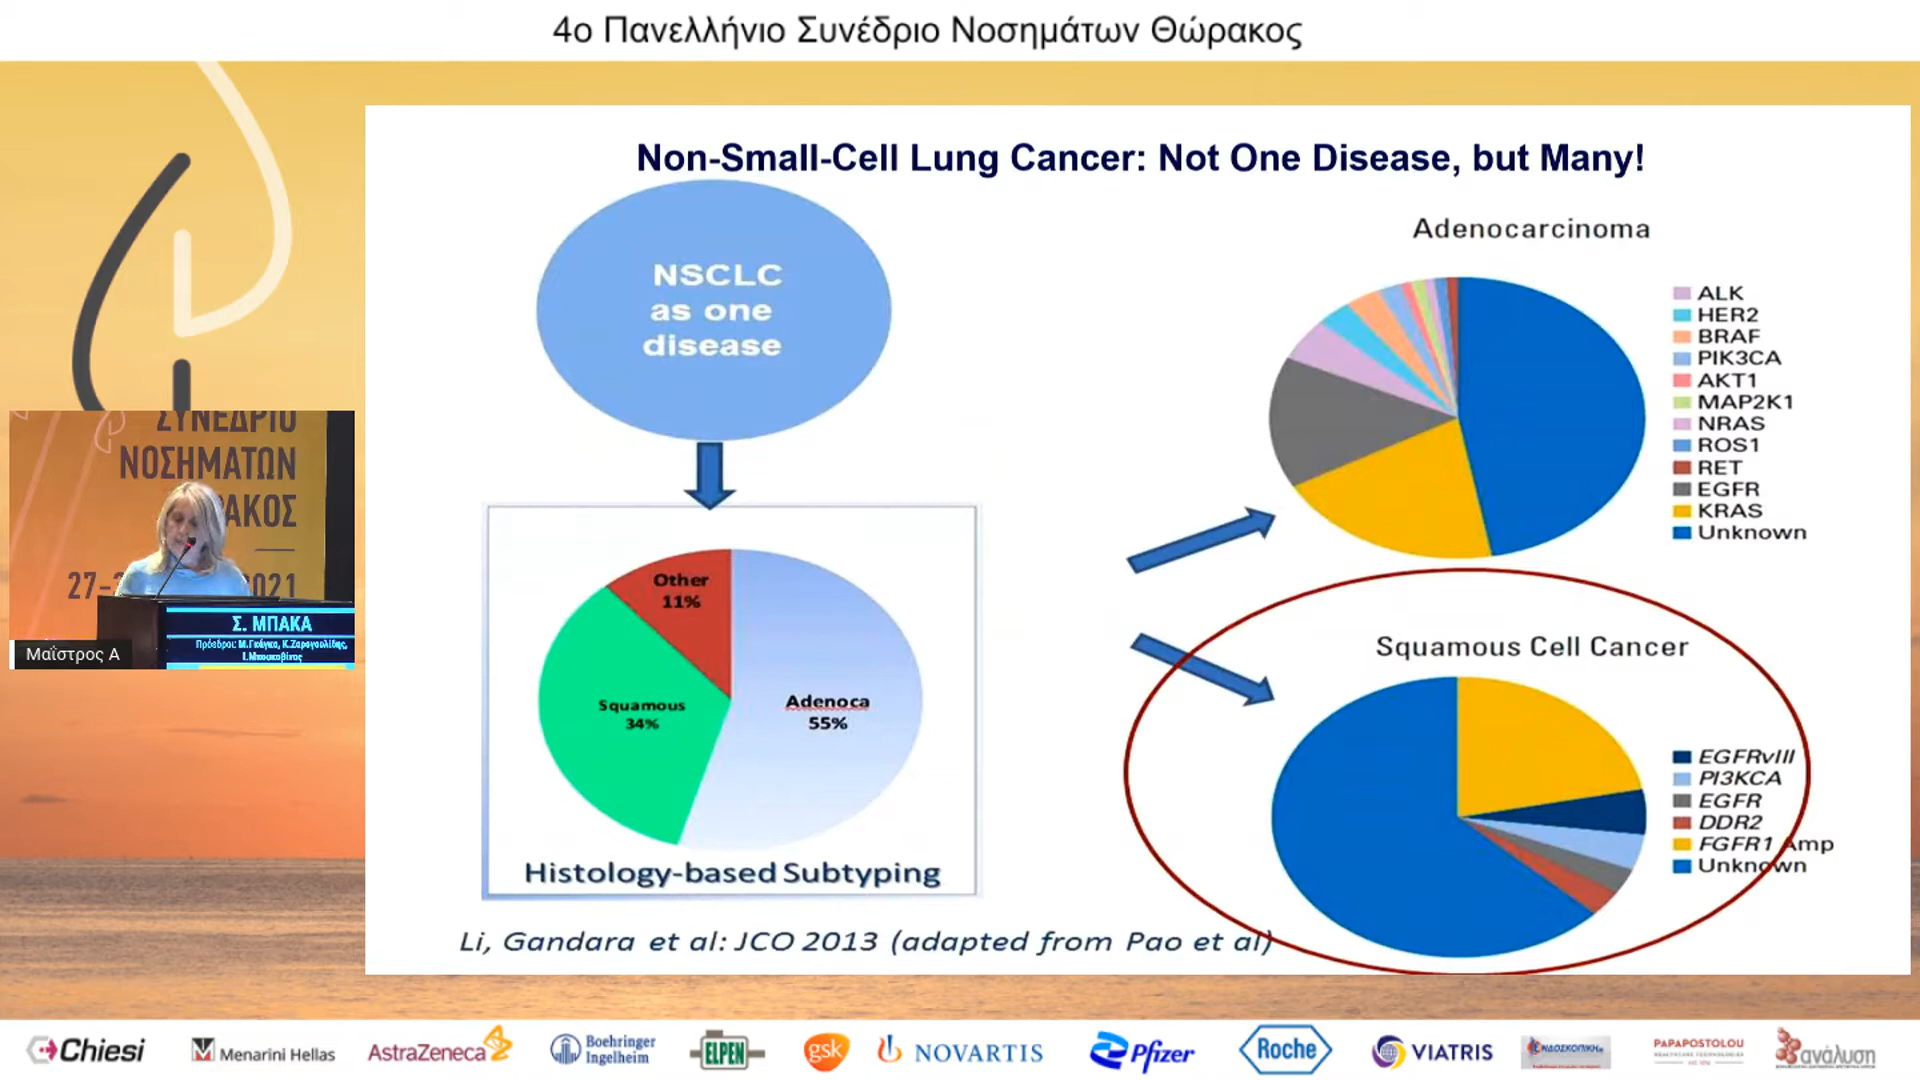 4ο Πανελλήνιο Συνέδριο Νοσημάτων Θώρακος
Non-Small-Cell Lung Cancer: Not One Disease, but Many!
NSCLC
as one
disease
Other
11%
Squamous
34%
Adenoca
55%
Histology-based Subtyping
Li, Gandara et al: JCO 2013 (adapted from Pao et al)
Adenocarcinoma
ALK
HER2
BRAF
PIK3CA
AKT1
MAP2K1
NRAS
ROS1
RET
EGFR
KRAS
Unknown
Squamous Cell Cancer
EGFRvIII
PI3KCA
EGFR
DDR2
FGFR1 Amp
Unknown
ΣΥΝΕΔΡΙΟ
ΝΟΣΗΜΑΤΩΝ
ΡΑΚΟΣ
27-
021
Σ. ΜΠΑΚΑ
Πρόεδροι: Μ.Γκάγκα, Κ.Ζαρογουλίδης,
Ι.Μπουκοβίνας
Μαΐστρος Α
Chiesi
Menarini Hellas
AstraZeneca
Boehringer
Ingelheim
ELPEN
gsk
NOVARTIS
Pfizer
Roche
VIATRIS
ΕΝΔΟΣΚΟΠΙΚΗ
PAPAPOSTOLOU
ανάλυση